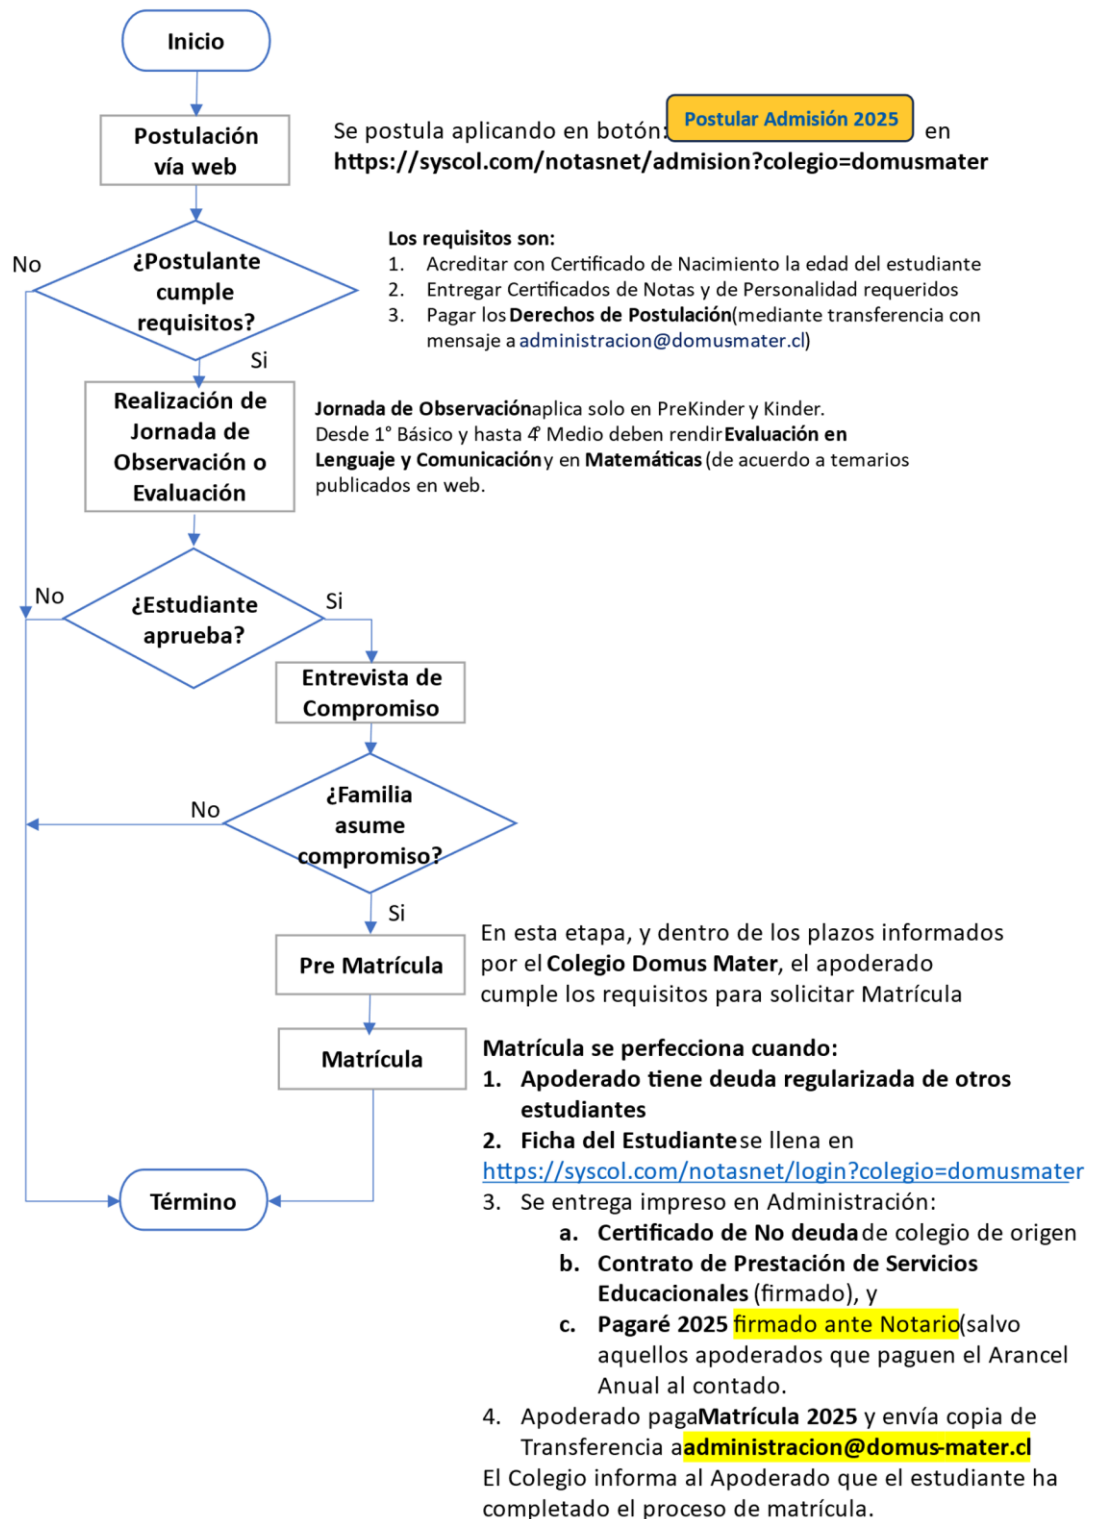 Inicio
Postulación
vía web
Se postula aplicando en botón: Postular Admisión 2025 en
https://syscol.com/notasnet/admision?colegio=domusmater
¿Postulante
cumple
requisitos?
No
Si
Los requisitos son:
1. Acreditar con Certificado de Nacimiento la edad del estudiante
2. Entregar Certificados de Notas y de Personalidad requeridos
3. Pagar los Derechos de Postulación (mediante transferencia con
mensaje a administracion@domusmater.cl)
Realización de
Jornada de
Observación o
Evaluación
Jornada de Observación aplica solo en PreKinder y Kinder.
Desde 1° Básico y hasta 4° Medio deben rendir Evaluación en
Lenguaje y Comunicación y en Matemáticas (de acuerdo a temarios
publicados en web.
¿Estudiante
aprueba?
No
Si
Entrevista de
Compromiso
¿Familia
asume
compromiso?
No
Si
Pre Matrícula
En esta etapa, y dentro de los plazos informados
por el Colegio Domus Mater, el apoderado
cumple los requisitos para solicitar Matrícula
Matrícula
Matrícula se perfecciona cuando:
1. Apoderado tiene deuda regularizada de otros
estudiantes
2. Ficha del Estudiante se llena en
https://syscol.com/notasnet/login?colegio=domusmater
3. Se entrega impreso en Administración:
a. Certificado de No deuda de colegio de origen
b. Contrato de Prestación de Servicios
Educacionales (firmado), y
c. Pagaré 2025 firmado ante Notario (salvo
aquellos apoderados que paguen el Arancel
Anual al contado.
4. Apoderado paga Matrícula 2025 y envía copia de
Transferencia a administracion@domus-mater.cl
El Colegio informa al Apoderado que el estudiante ha
completado el proceso de matrícula.
Término